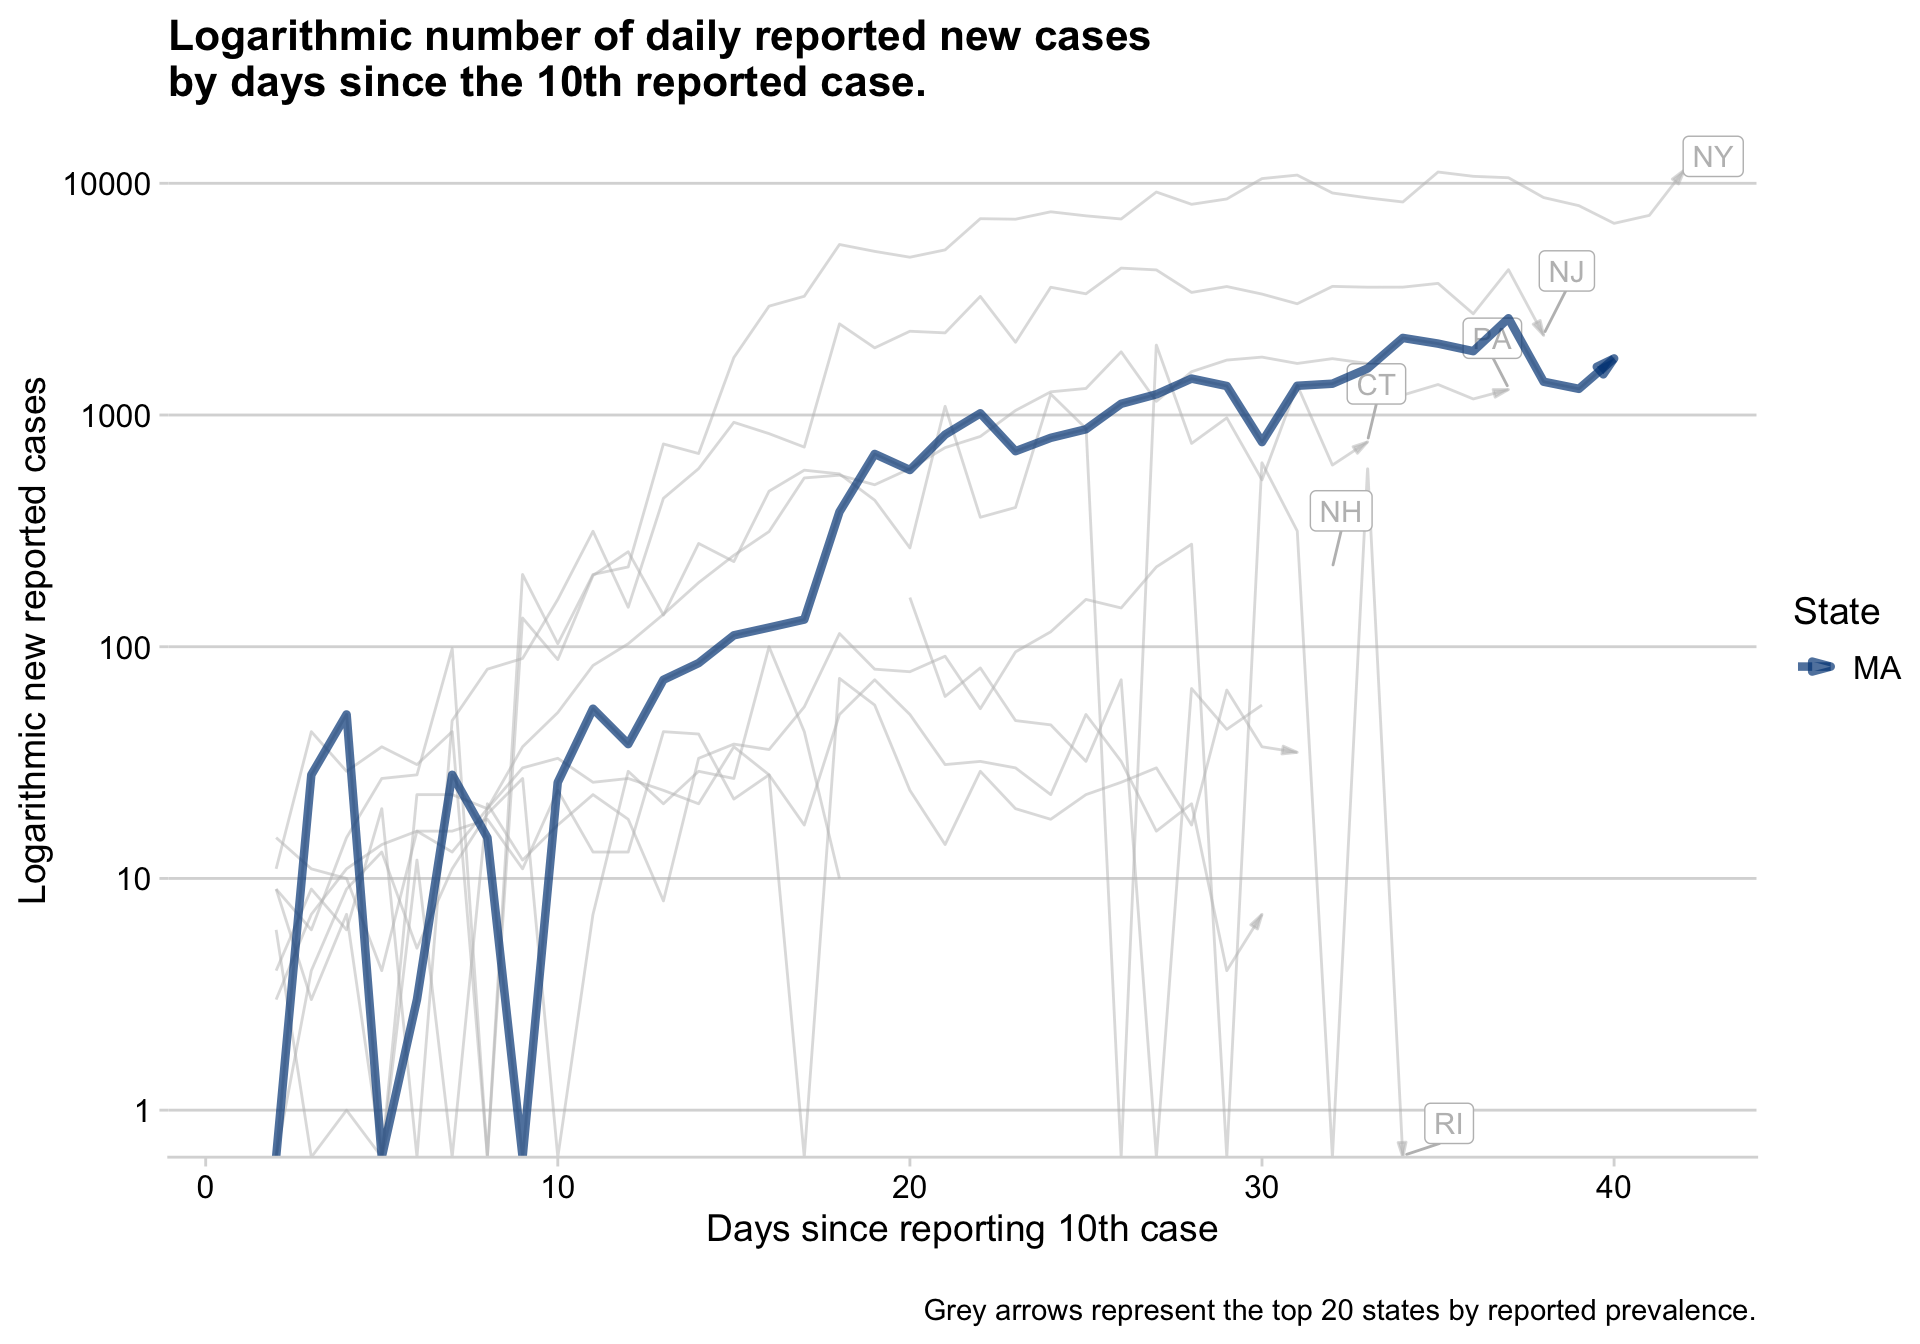 Logarithmic number of daily reported new cases
by days since the 10th reported case.
NY
10000
NJ
PA
CT
1000
NH
Logarithmic new reported cases
State
100
MA
10
1
RI
0
10
20
30
40
Days since reporting 10th case
Grey arrows represent the top 20 states by reported prevalence.